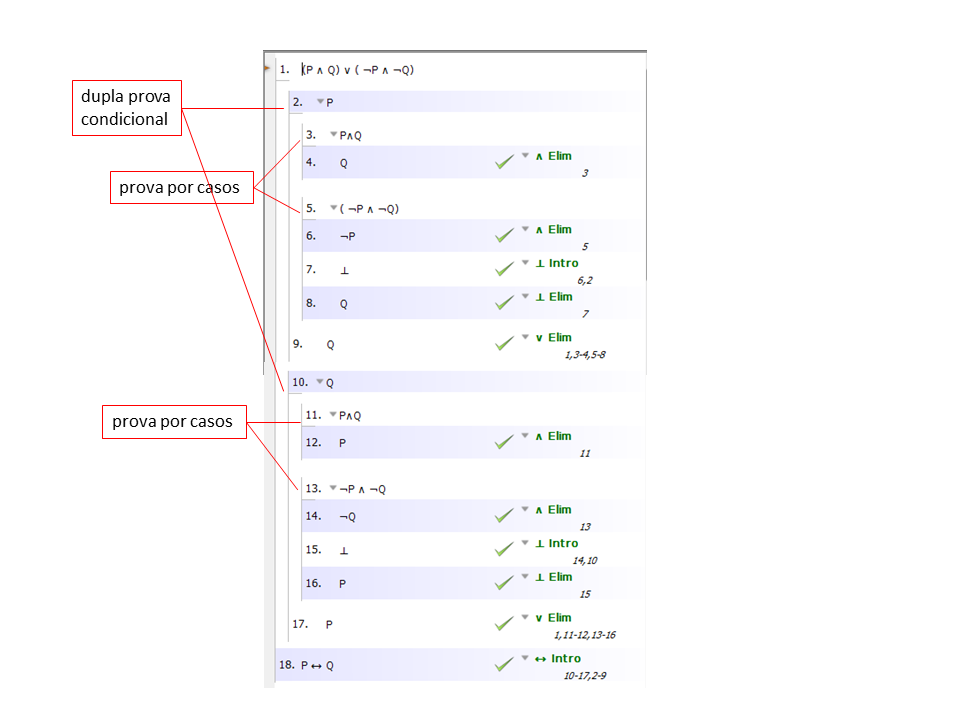 1. (P ∧ Q) ∨ ( ¬P ∧ ¬Q)
dupla prova
condicional
2. P
3. P∧Q
4. Q ∧ Elim
3
prova por casos
5. ( ¬P ∧ ¬Q)
6. ¬P ∧ Elim
5
7. ⊥ ⊥ Intro
6,2
8. Q ⊥ Elim
7
9. Q ∨ Elim
1,3-4,5-8
10. Q
11. P∧Q
prova por casos
12. P ∧ Elim
11
13. ¬P ∧ ¬Q
14. ¬Q ∧ Elim
13
15. ⊥ ⊥ Intro
14,10
16. P ⊥ Elim
15
17. P ∨ Elim
1,11-12,13-16
18. P ↔ Q ↔ Intro
10-17,2-9